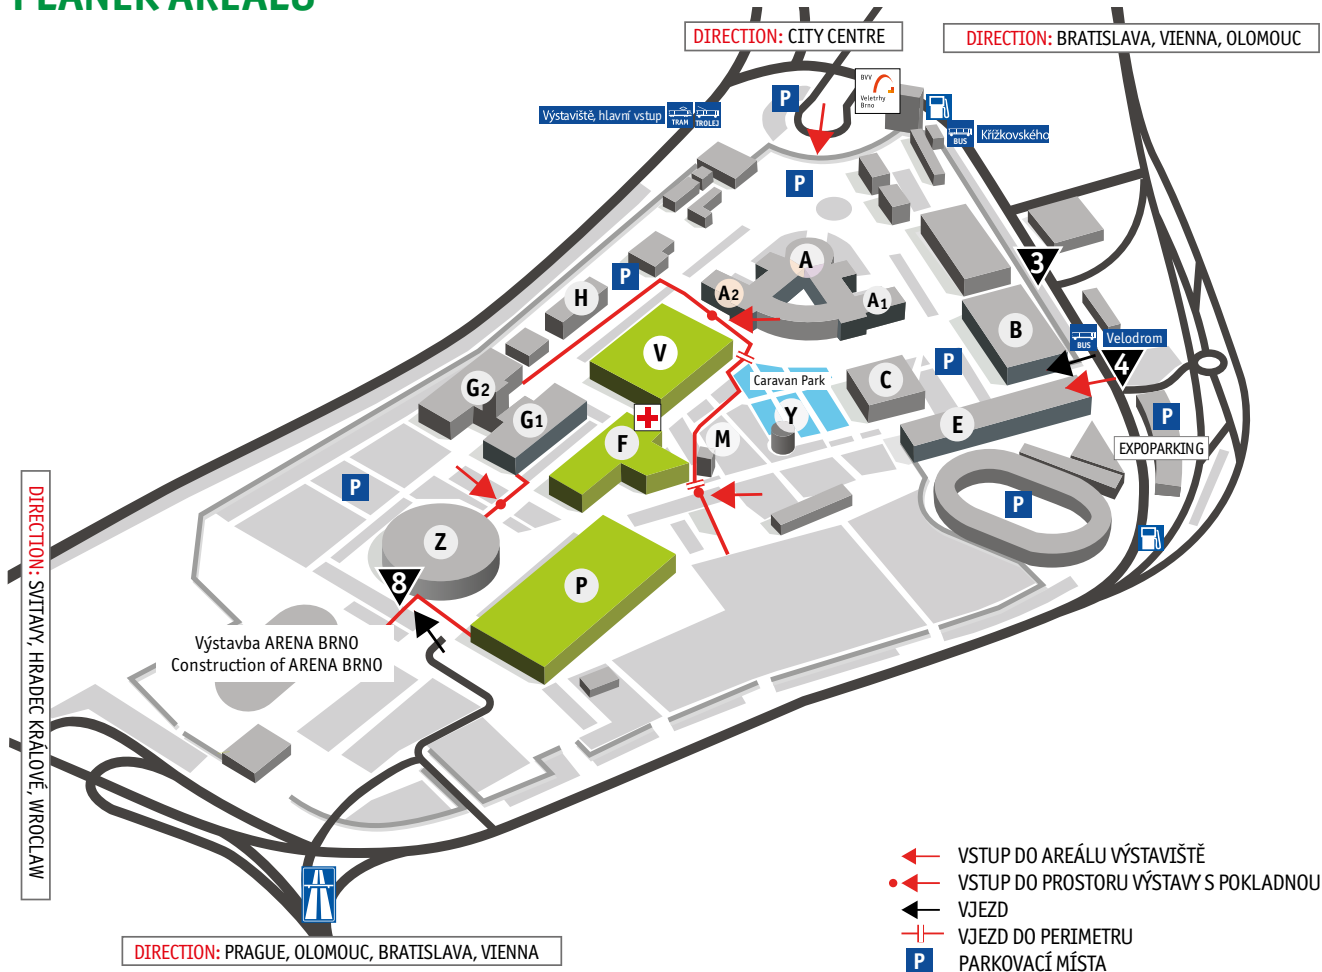 PLÁNEK AREÁLU
DIRECTION: CITY CENTRE
DIRECTION: BRATISLAVA, VIENNA, OLOMOUC
BVV
Veletrhy
Brno
P
Výstaviště, hlavní vstup
TRAM
TROLEJ
BUS
Křížkovského
P
A
3
P
A2
A1
H
B
V
BUS
Velodrom
4
P
C
Caravan Park
G2
G1
Y
E
P
F
M
EXPOPARKING
P
P
Z
8
P
DIRECTION: SVITAVY, HRADEC KRÁLOVÉ, WROCLAW
Výstavba ARENA BRNO
Construction of ARENA BRNO
VSTUP DO AREÁLU VÝSTAVIŠTĚ
VSTUP DO PROSTORU VÝSTAVY S POKLADNOU
VJEZD
VJEZD DO PERIMETRU
P PARKOVACÍ MÍSTA
DIRECTION: PRAGUE, OLOMOUC, BRATISLAVA, VIENNA